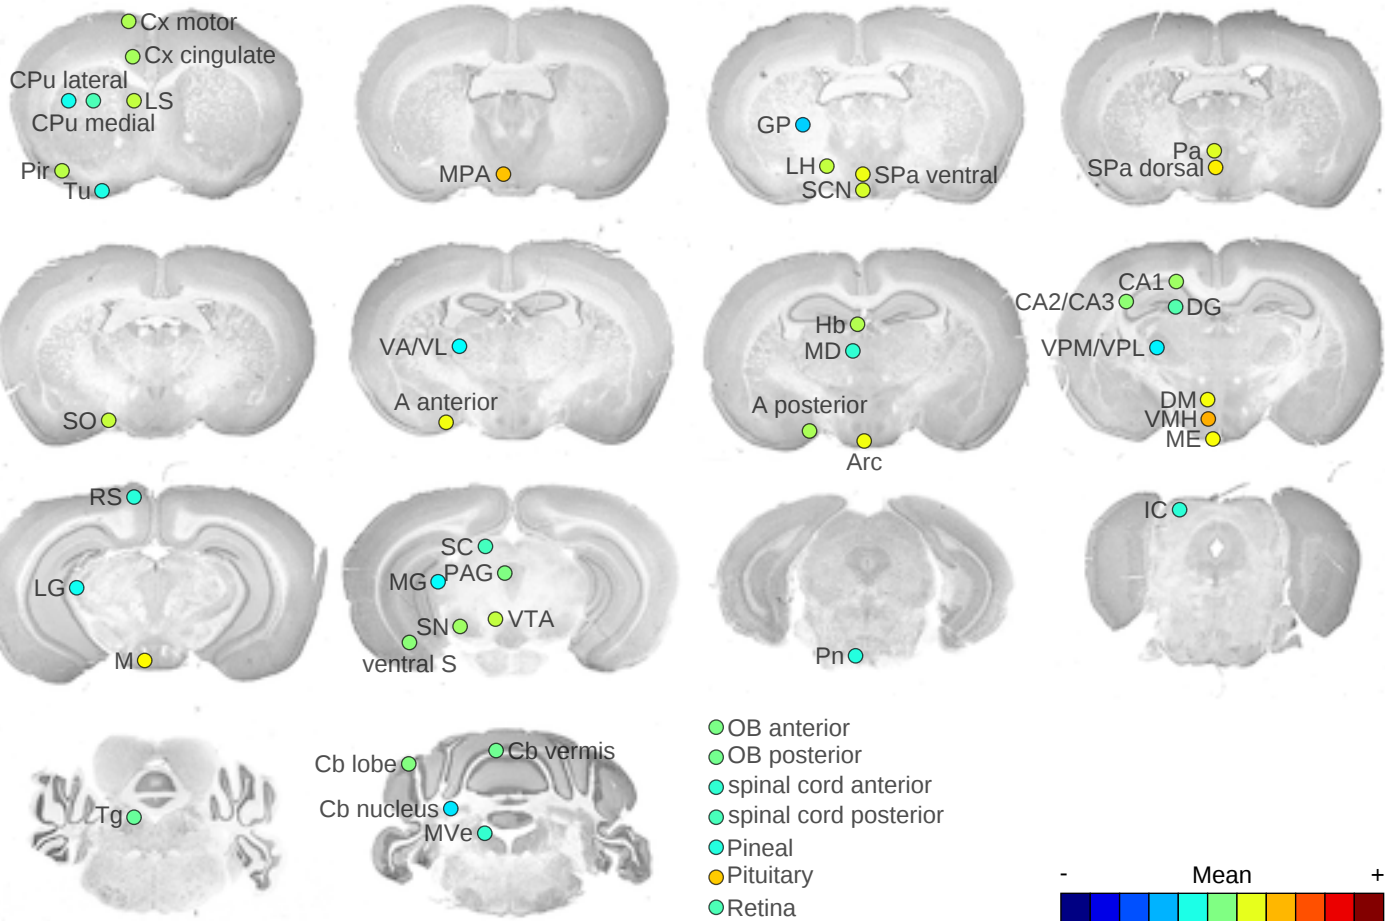 Cx motor
Cx cingulate
CPu lateral
LS
CPu medial
Pir
Tu
MPA
GP
LH
SPa ventral
SCN
Pa
SPa dorsal
SO
VA/VL
A anterior
Hb
MD
A posterior
Arc
CA1
CA2/CA3
DG
VPM/VPL
DM
VMH
ME
RS
LG
M
SC
MG
PAG
SN
VTA
ventral S
Pn
IC
Tg
Cb lobe
Cb vermis
Cb nucleus
MVe
OB anterior
OB posterior
spinal cord anterior
spinal cord posterior
Pineal
Pituitary
Retina
- Mean +